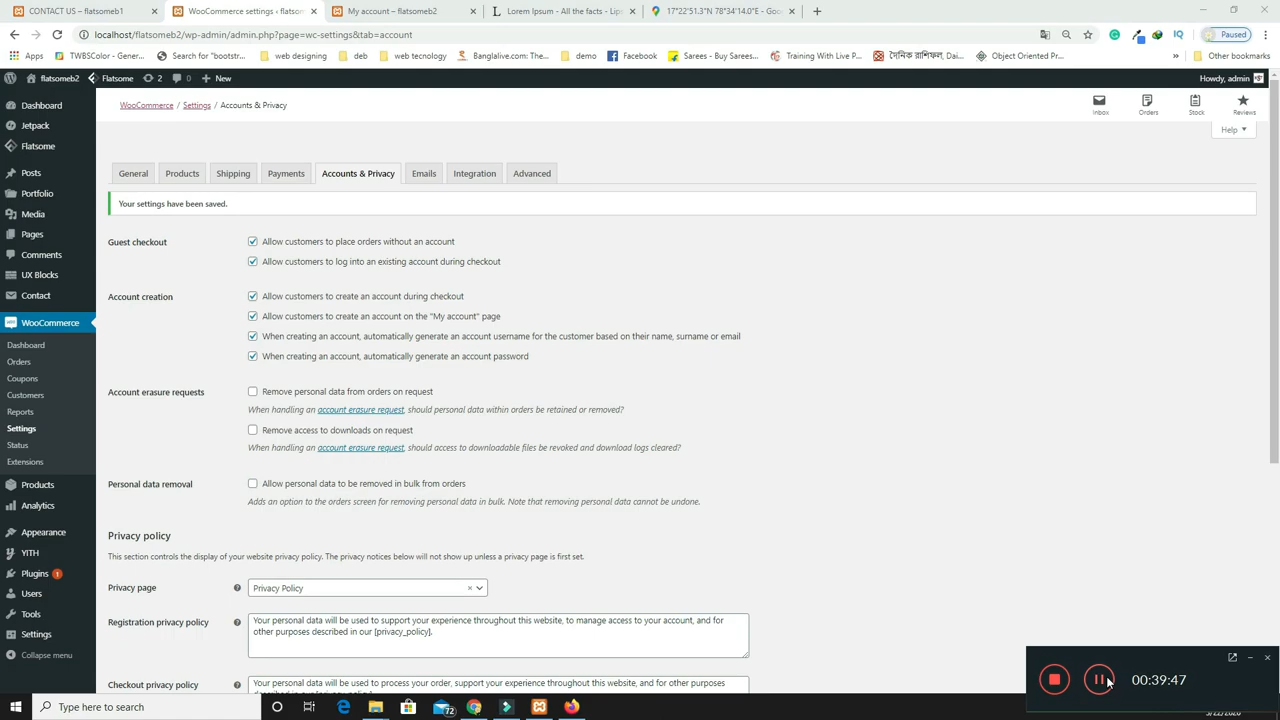 CONTACT US – flatsome1
WooCommerce settings ‹ flatsom
My account – flatsomeb2
Lorem Ipsum - All the facts - Lips
17°22'51.3"N 78°34'14.0"E - Goog
localhost/flatsomeb2/wp-admin/admin.php?page=wc-settings&tab=account
Paused
Apps
TWBSColor - Gener...
Search for "bootstr...
web designing
deb
web tecnology
Banglalive.com
demo
Facebook
Sarees - Buy Sarees...
Training With Live P...
দৈনিক রাশিফল, Dai...
Object Oriented Pr...
Other bookmarks
flatsomeb2
Flatsome
2
0
New
Howdy, admin
WooCommerce / Settings / Accounts & Privacy
Inbox
Orders
Stock
Reviews
Help
Dashboard
Jetpack
Flatsome
Posts
Portfolio
Media
Pages
Comments
UX Blocks
Contact
WooCommerce
Dashboard
Orders
Coupons
Customers
Reports
Settings
Status
Extensions
Products
Analytics
Appearance
YITH
Plugins 1
Users
Tools
Settings
Collapse menu
General
Products
Shipping
Payments
Accounts & Privacy
Emails
Integration
Advanced
Your settings have been saved.
Guest checkout
Allow customers to place orders without an account
Allow customers to log into an existing account during checkout
Account creation
Allow customers to create an account during checkout
Allow customers to create an account on the "My account" page
When creating an account, automatically generate an account username for the customer based on their name, surname or email
When creating an account, automatically generate an account password
Account erasure requests
Remove personal data from orders on request
When handling an account erasure request, should personal data within orders be retained or removed?
Remove access to downloads on request
When handling an account erasure request, should access to downloadable files be revoked and download logs cleared?
Personal data removal
Allow personal data to be removed in bulk from orders
Adds an option to the orders screen for removing personal data in bulk. Note that removing personal data cannot be undone.
Privacy policy
This section controls the display of your website privacy policy. The privacy notices below will not show up unless a privacy page is first set.
Privacy page
Privacy Policy
Registration privacy policy
Your personal data will be used to support your experience throughout this website, to manage access to your account, and for
other purposes described in our [privacy_policy].
Checkout privacy policy
Your personal data will be used to process your order, support your experience throughout this website, and for other purposes
00:39:47
Type here to search
72